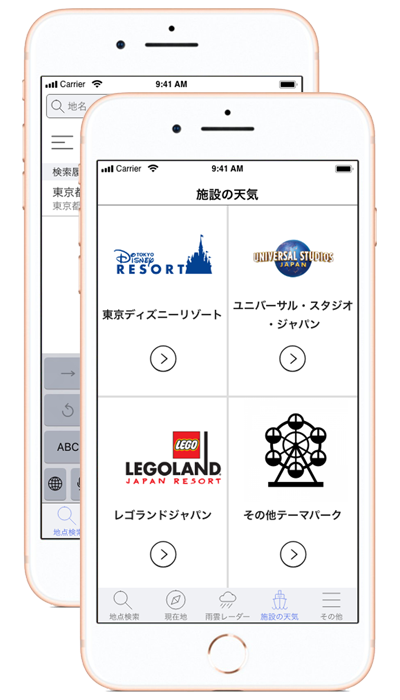 Carrier
9:41 AM
地名
検索履
東京都
東京都
→
ABC
地点検索
Carrier
9:41 AM
施設の天気
TOKYO
Disney
RESORT
東京ディズニーリゾート
UNIVERSAL STUDIOS
JAPAN
ユニバーサル・スタジオ
・ジャパン
LEGO
LEGOLAND
JAPAN RESORT
レゴランドジャパン
その他テーマパーク
地点検索
現在地
雨雲レーダー
施設の天気
その他